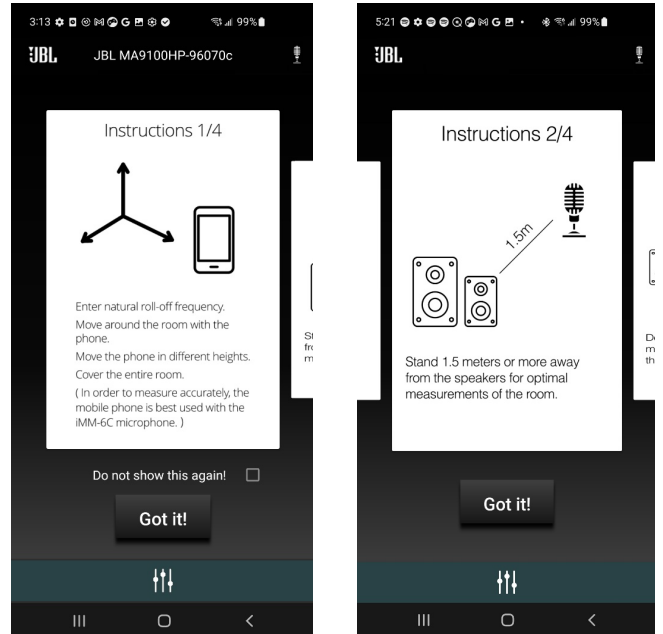 3:13
99%
JBL
JBL MA9100HP-96070c
Instructions 1/4
Enter natural roll-off frequency.
Move around the room with the
phone.
Move the phone in different heights.
Cover the entire room.
( In order to measure accurately, the
mobile phone is best used with the
iMM-6C microphone. )
St
fro
m
Do not show this again!
Got it!
5:21
99%
JBL
Instructions 2/4
1.5m
Stand 1.5 meters or more away
from the speakers for optimal
measurements of the room.
De
m
th
Got it!